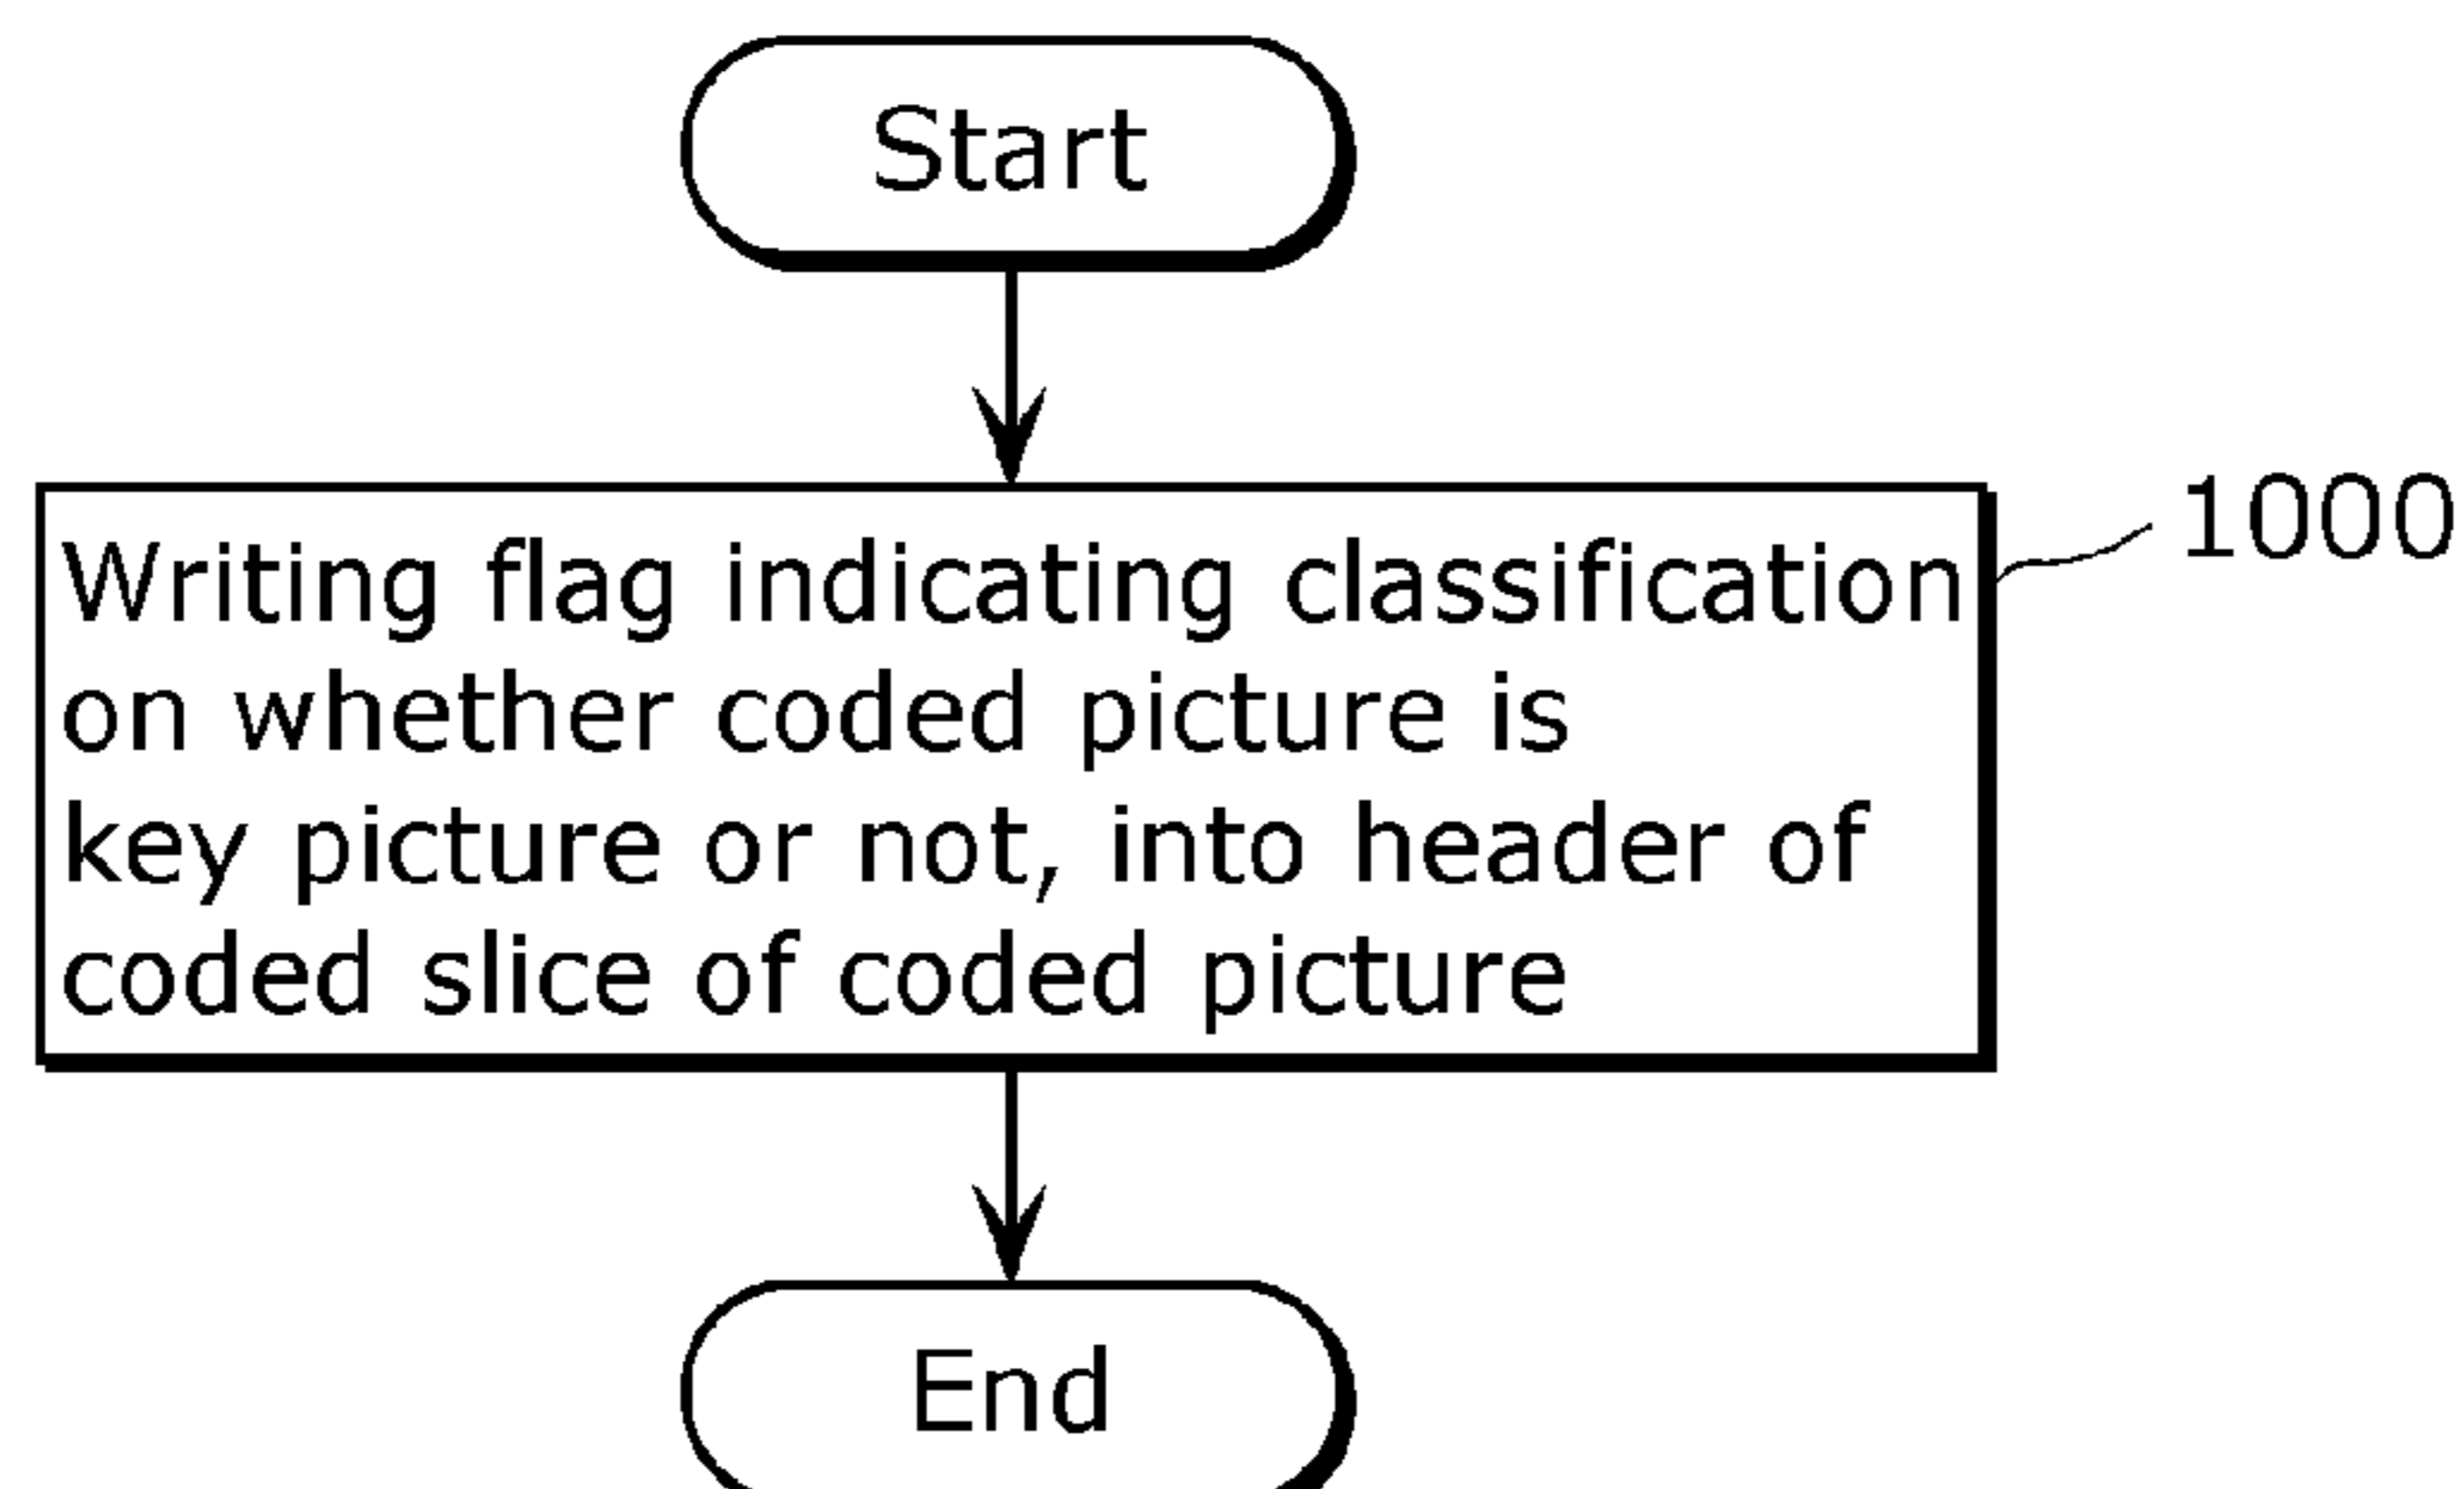 Start
Writing flag indicating classification
1000
on whether coded picture is
key picture or not, into header of
coded slice of coded picture
End